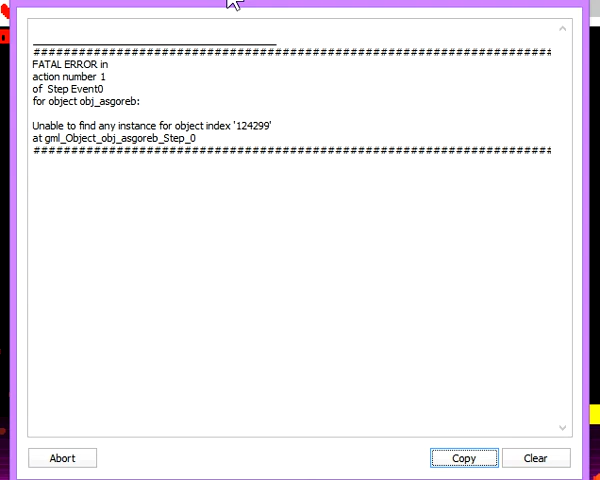 ____________________________________________
###########################################################################
FATAL ERROR in
action number 1
of  Step Event0
for object obj_asgoreb:

Unable to find any instance for object index '124299'
at gml_Object_obj_asgoreb_Step_0
###########################################################################
Abort
Copy
Clear